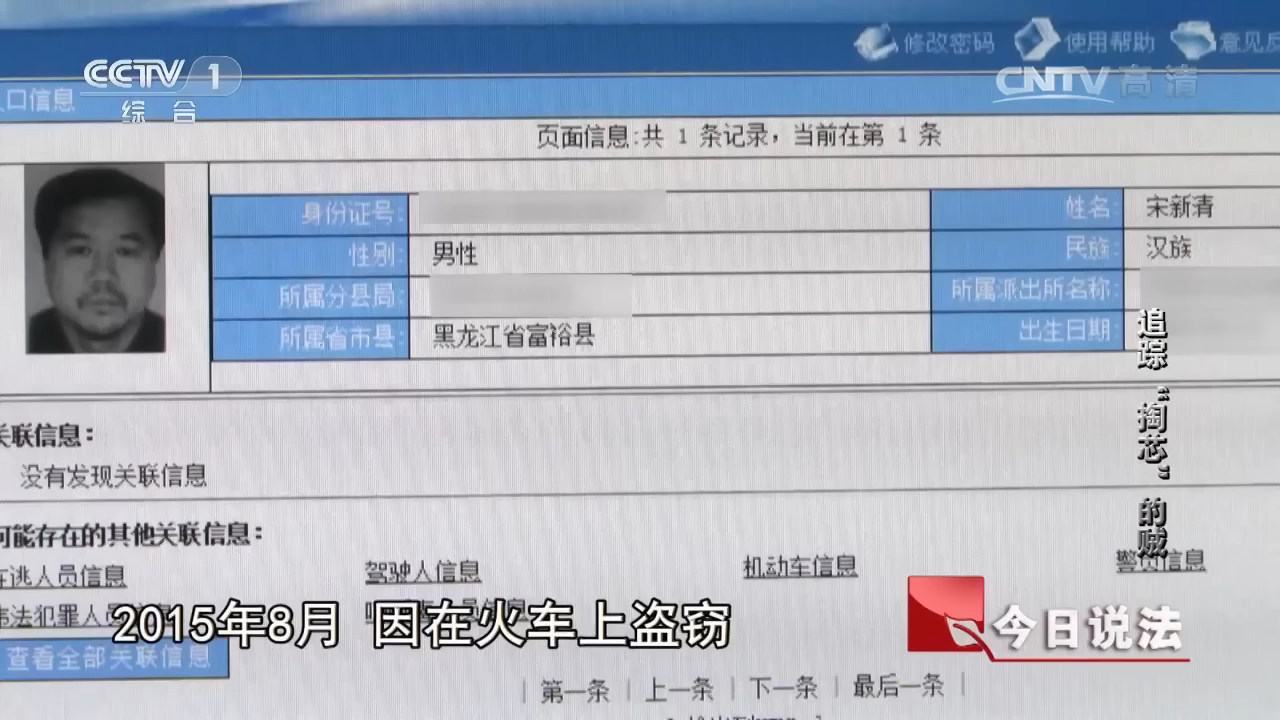 修改密码 使用帮助 意见反
CCTV 1
综合
CNTV高清
口信息
页面信息:共 1 条记录，当前在第 1 条
身份证号:
姓名: 宋新清
性别: 男性
民族: 汉族
所属分县局:
所属派出所名称:
所属省市县: 黑龙江省富裕县
出生日期:
追踪“掏芯”的贼
关联信息:
没有发现关联信息
可能存在的其他关联信息:
在逃人员信息 驾驶人信息 机动车信息 警员信息
违法犯罪人员
2015年8月 因在火车上盗窃
今日说法
查看全部关联信息
| 第一条 | 上一条 | 下一条 | 最后一条 |